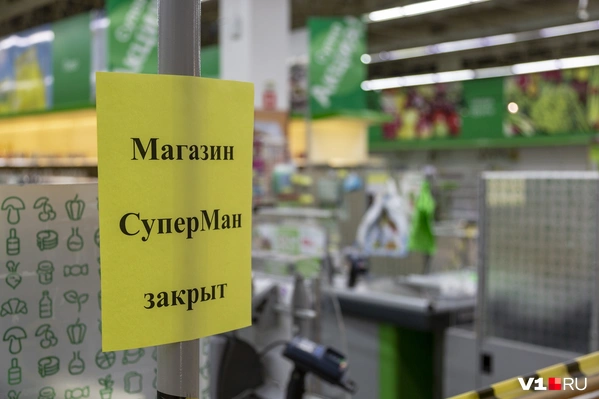 Магазин
СуперМан
закрыт
V1.RU